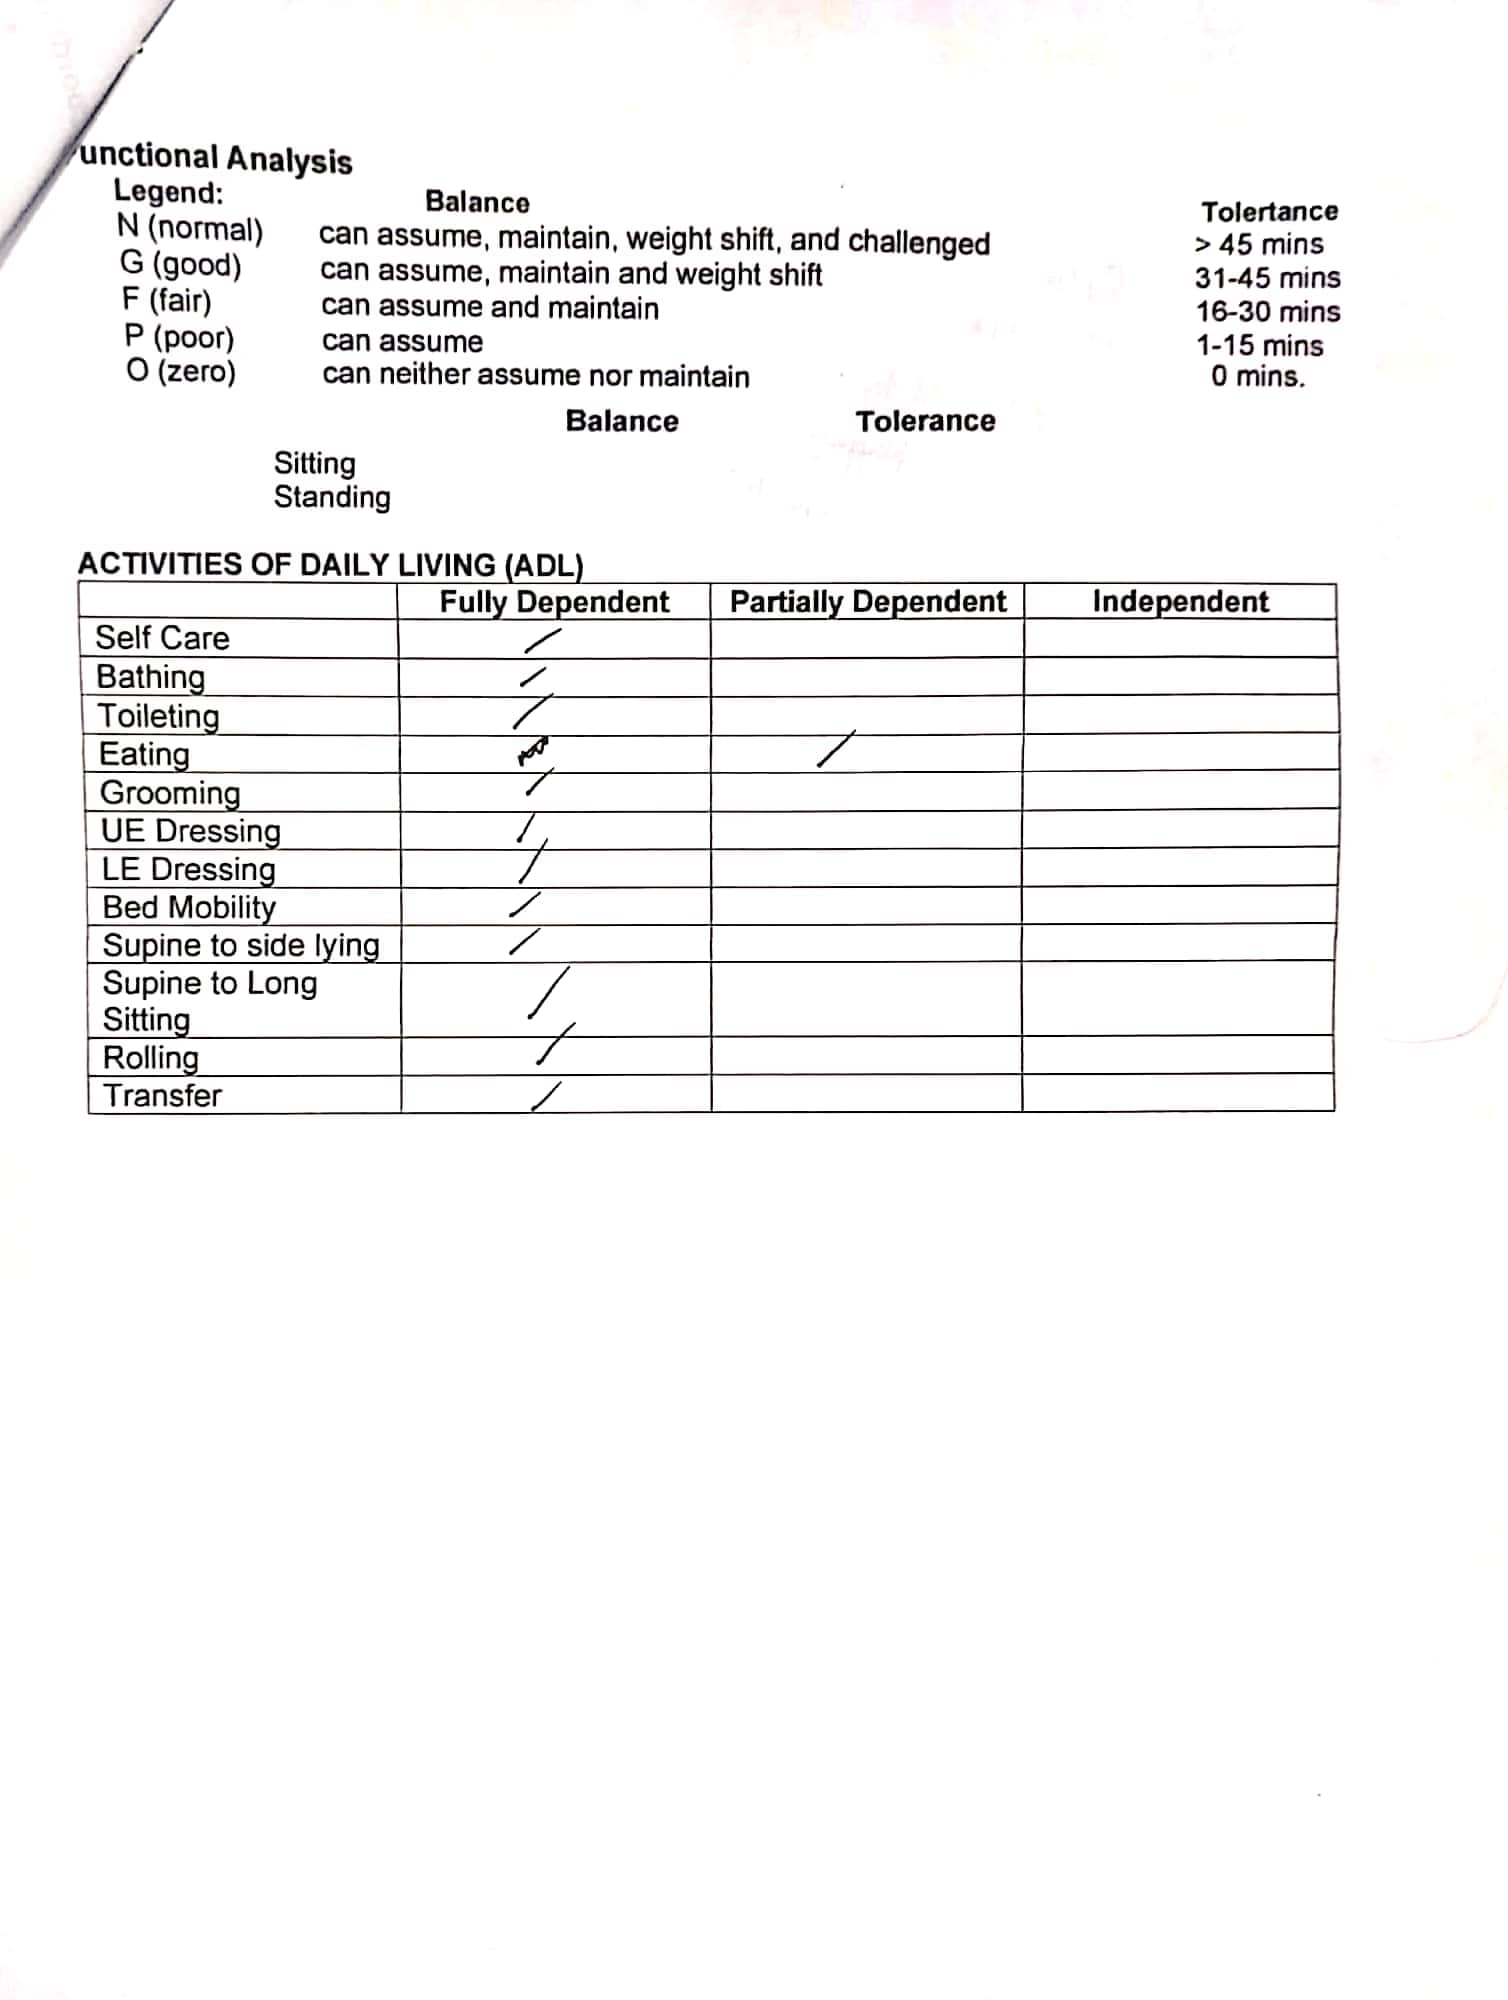 unctional Analysis
Legend: Balance Tolertance
N (normal) can assume, maintain, weight shift, and challenged > 45 mins
G (good) can assume, maintain and weight shift 31-45 mins
F (fair) can assume and maintain 16-30 mins
P (poor) can assume 1-15 mins
O (zero) can neither assume nor maintain 0 mins.
Balance Tolerance
Sitting
Standing
ACTIVITIES OF DAILY LIVING (ADL)
Fully Dependent Partially Dependent Independent
Self Care /
Bathing /
Toileting /
Eating /
Grooming /
UE Dressing /
LE Dressing /
Bed Mobility /
Supine to side lying /
Supine to Long /
Sitting
Rolling /
Transfer /